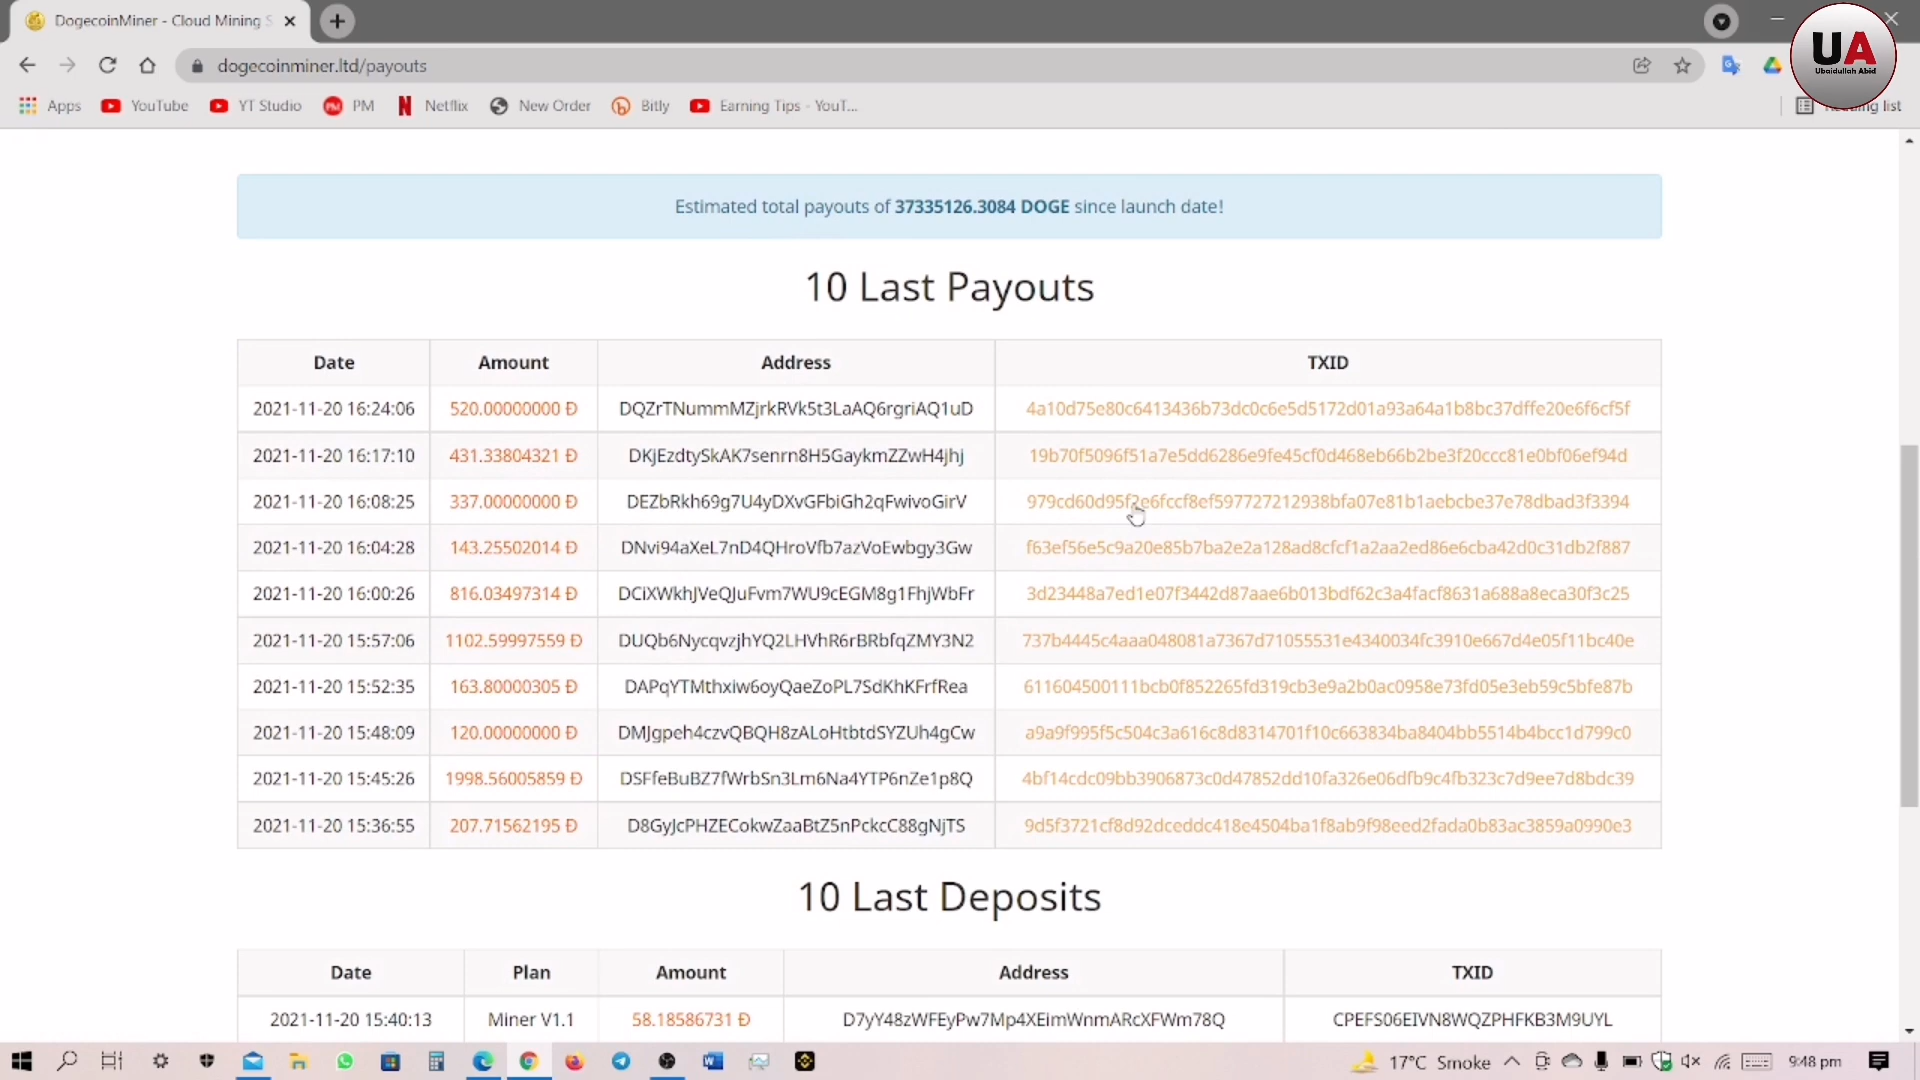 DogecoinMiner - Cloud Mining S
dogecoinminer.ltd/payouts
UA
Ubaidullah Abid
Apps YouTube YT Studio PM Netflix New Order Bitly Earning Tips - YouT... Reading list
Estimated total payouts of 37335126.3084 DOGE since launch date!
10 Last Payouts
Date Amount Address TXID
2021-11-20 16:24:06 520.00000000 Ð DQZrTNummMZjrkRVk5t3LaAQ6rgriAQ1uD 4a10d75e80c6413436b73dc0c6e5d5172d01a93a64a1b8bc37dffe20e6f6cf5f
2021-11-20 16:17:10 431.33804321 Ð DKjEzdtySkAK7senrn8H5GaykmZZwH4jhj 19b70f5096f51a7e5dd6286e9fe45cf0d468eb66b2be3f20ccc81e0bf06ef94d
2021-11-20 16:08:25 337.00000000 Ð DEZbRkh69g7U4yDXvGFbiGh2qFwivoGirV 979cd60d95f2e6fccf8ef597727212938bfa07e81b1aebcbe37e78dbad3f3394
2021-11-20 16:04:28 143.25502014 Ð DNvi94aXeL7nD4QHroVfb7azVoEwbgy3Gw f63ef56e5c9a20e85b7ba2e2a128ad8cfcf1a2aa2ed86e6cba42d0c31db2f887
2021-11-20 16:00:26 816.03497314 Ð DCiXWkhJVeQJuFvm7WU9cEGM8g1FhjWbFr 3d23448a7ed1e07f3442d87aae6b013bdf62c3a4facf8631a688a8eca30f3c25
2021-11-20 15:57:06 1102.59997559 Ð DUQb6NycqvzjhYQ2LHVhR6rBRbfqZMY3N2 737b4445c4aaa048081a7367d71055531e4340034fc3910e667d4e05f11bc40e
2021-11-20 15:52:35 163.80000305 Ð DAPqYTMthxiw6oyQaeZoPL7SdKhKFrfRea 611604500111bcb0f852265fd319cb3e9a2b0ac0958e73fd05e3eb59c5bfe87b
2021-11-20 15:48:09 120.00000000 Ð DMJgpeh4czvQBQH8zALoHtbtdSYZUh4gCw a9a9f995f5c504c3a616c8d8314701f10c663834ba8404bb5514b4bcc1d799c0
2021-11-20 15:45:26 1998.56005859 Ð DSFfeBuBZ7fWrbSn3Lm6Na4YTP6nZe1p8Q 4bf14cdc09bb3906873c0d47852dd10fa326e06dfb9c4fb323c7d9ee7d8bdc39
2021-11-20 15:36:55 207.71562195 Ð D8GyJcPHZECokwZaaBtZ5nPckcC88gNjTS 9d5f3721cf8d92dceddc418e4504ba1f8ab9f98eed2fada0b83ac3859a0990e3
10 Last Deposits
Date Plan Amount Address TXID
2021-11-20 15:40:13 Miner V1.1 58.18586731 Ð D7yY48zWFEyPw7Mp4XEimWnmARcXFWm78Q CPEFS06EIVN8WQZPHFKB3M9UYL
17°C Smoke 9:48 pm